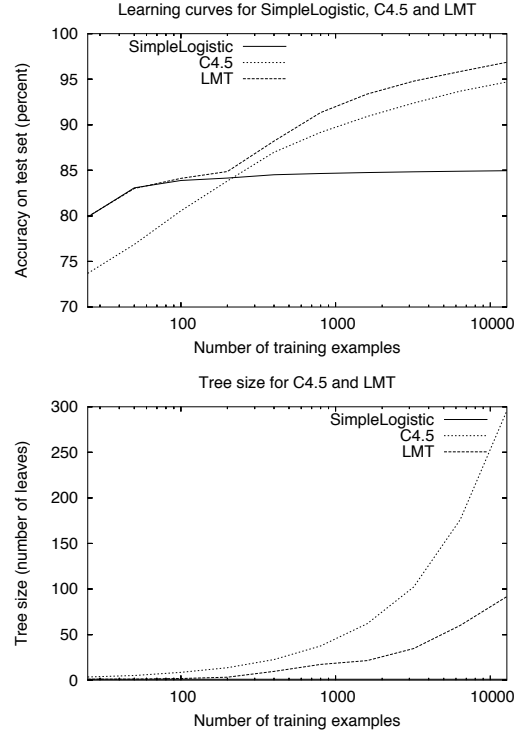 Learning curves for SimpleLogistic, C4.5 and LMT
100
95
90
85
80
75
70
Accuracy on test set (percent)
SimpleLogistic
C4.5
LMT
100
1000
10000
Number of training examples
Tree size for C4.5 and LMT
300
250
200
150
100
50
0
Tree size (number of leaves)
SimpleLogistic
C4.5
LMT
100
1000
10000
Number of training examples